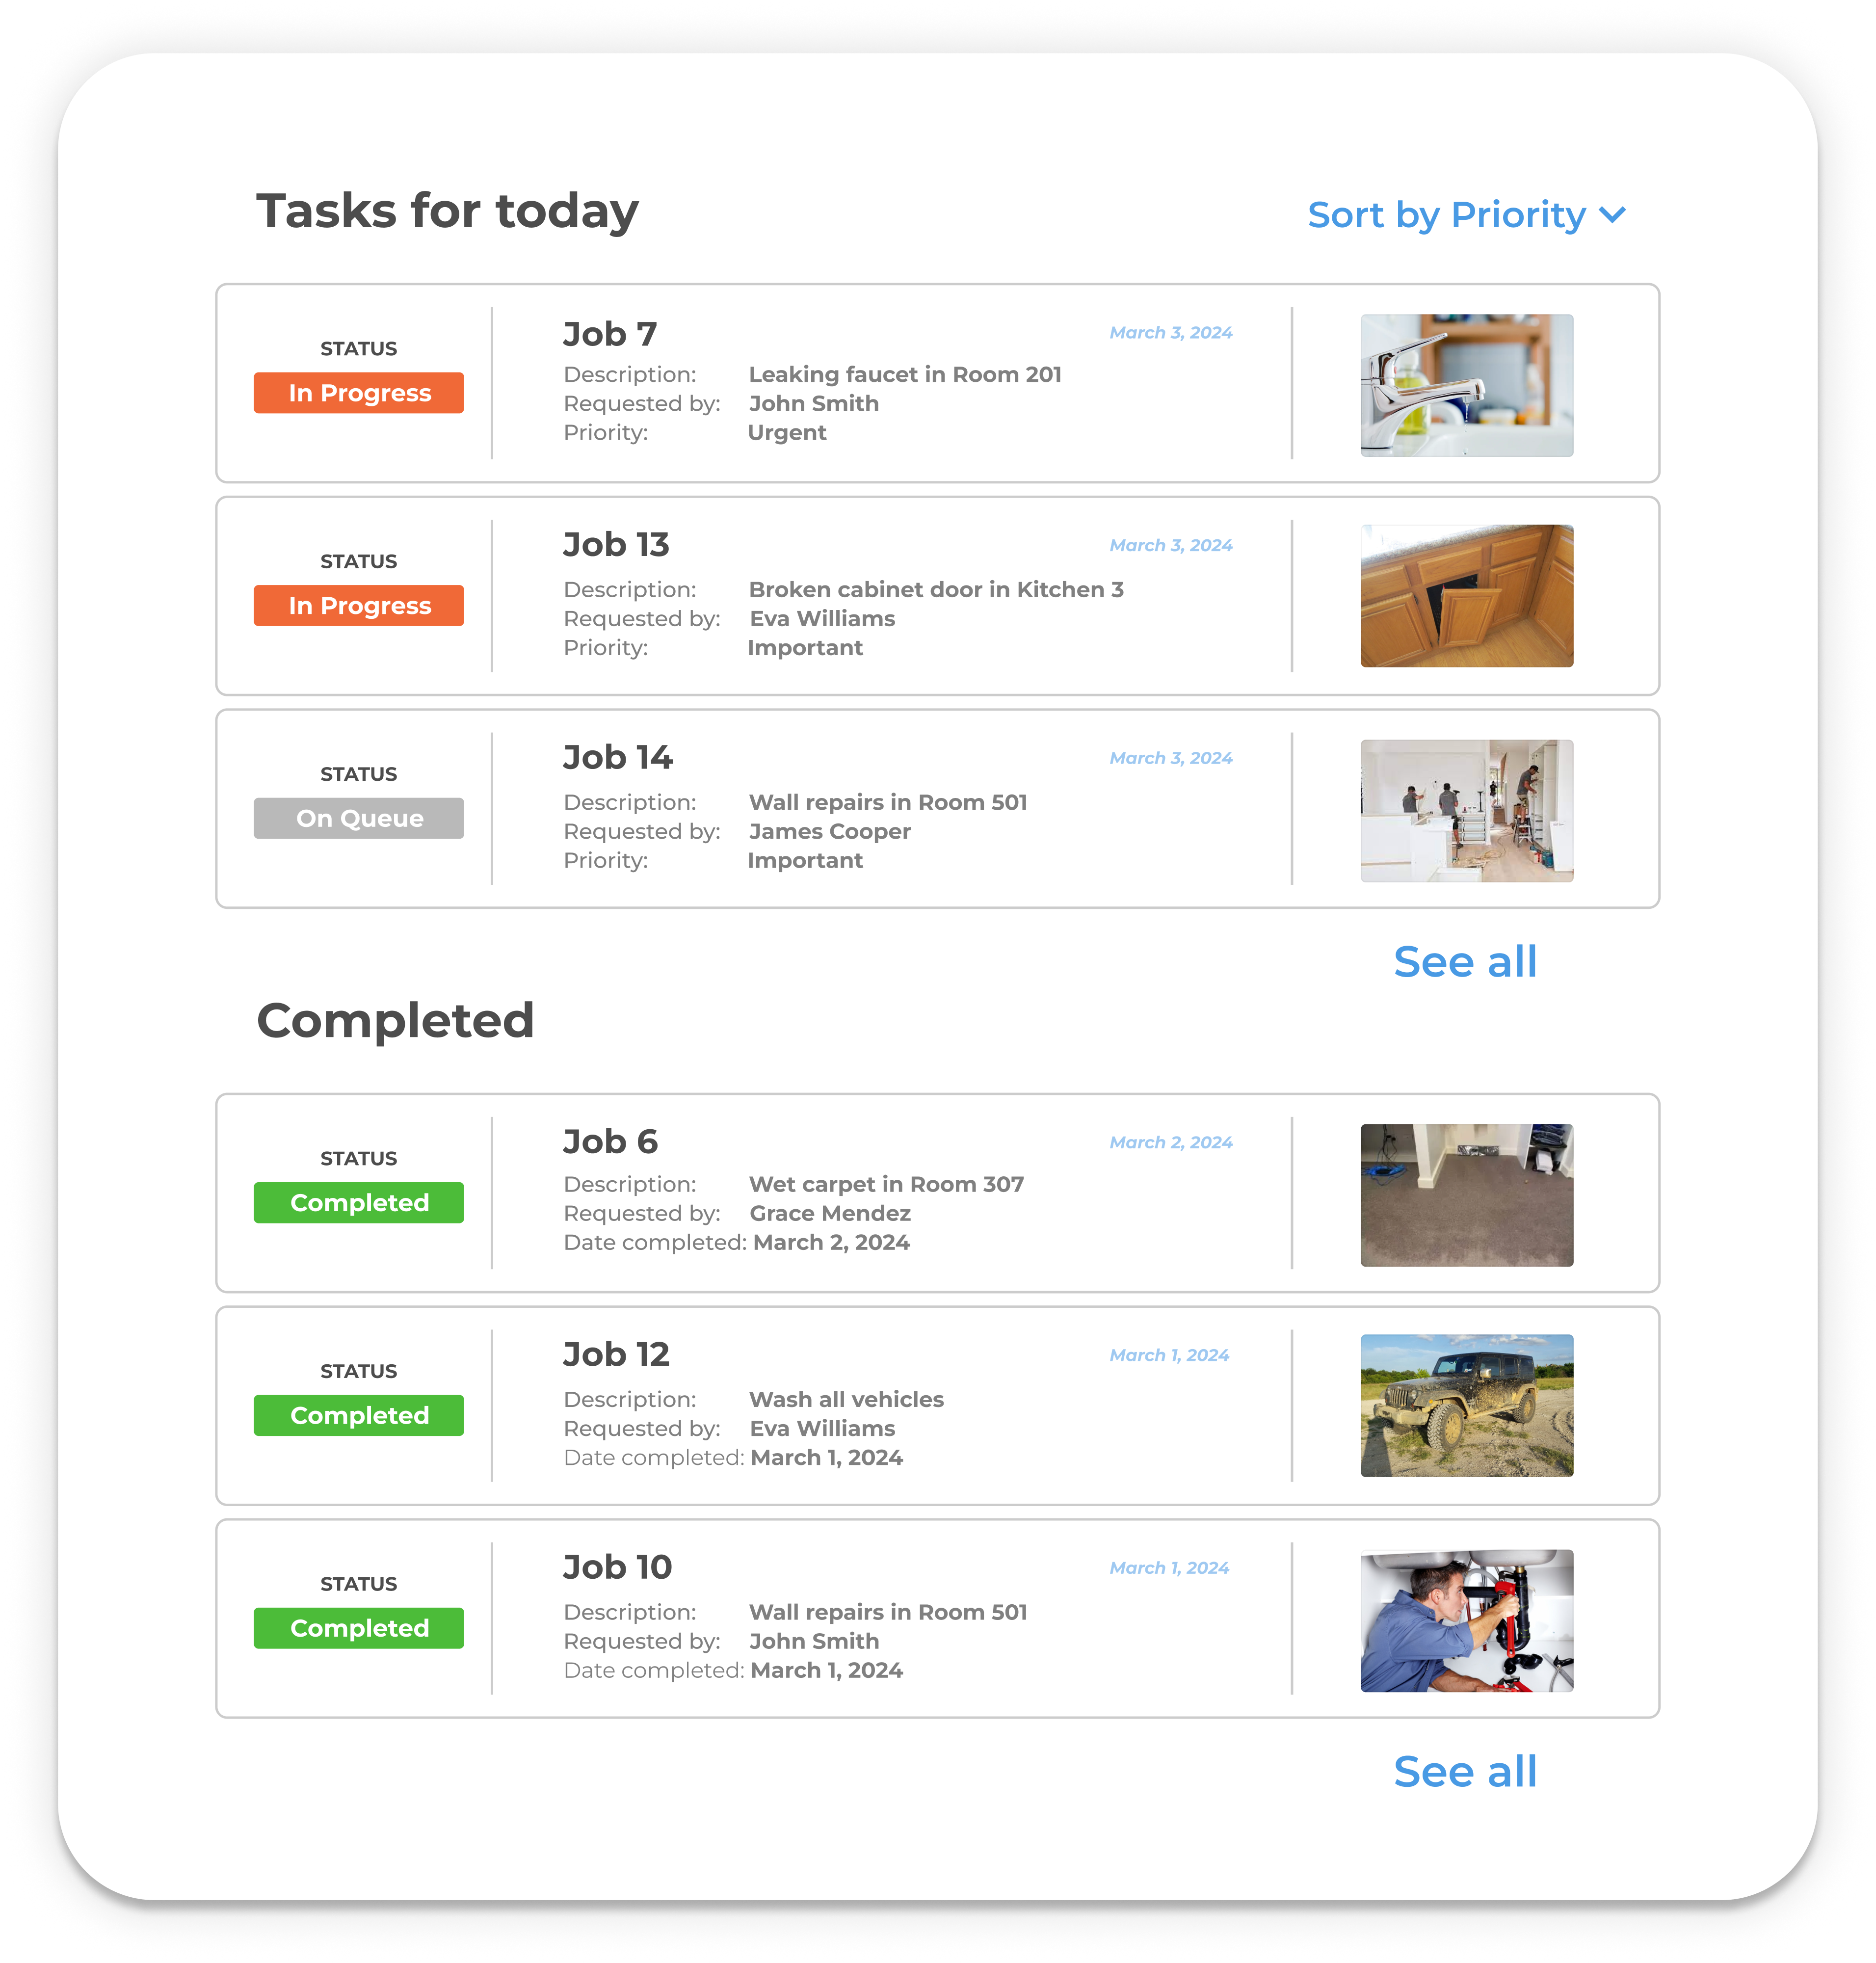 Tasks for today
Sort by Priority
STATUS
In Progress
Job 7
March 3, 2024
Description: Leaking faucet in Room 201
Requested by: John Smith
Priority: Urgent
STATUS
In Progress
Job 13
March 3, 2024
Description: Broken cabinet door in Kitchen 3
Requested by: Eva Williams
Priority: Important
STATUS
On Queue
Job 14
March 3, 2024
Description: Wall repairs in Room 501
Requested by: James Cooper
Priority: Important
See all
Completed
STATUS
Completed
Job 6
March 2, 2024
Description: Wet carpet in Room 307
Requested by: Grace Mendez
Date completed: March 2, 2024
STATUS
Completed
Job 12
March 1, 2024
Description: Wash all vehicles
Requested by: Eva Williams
Date completed: March 1, 2024
STATUS
Completed
Job 10
March 1, 2024
Description: Wall repairs in Room 501
Requested by: John Smith
Date completed: March 1, 2024
See all